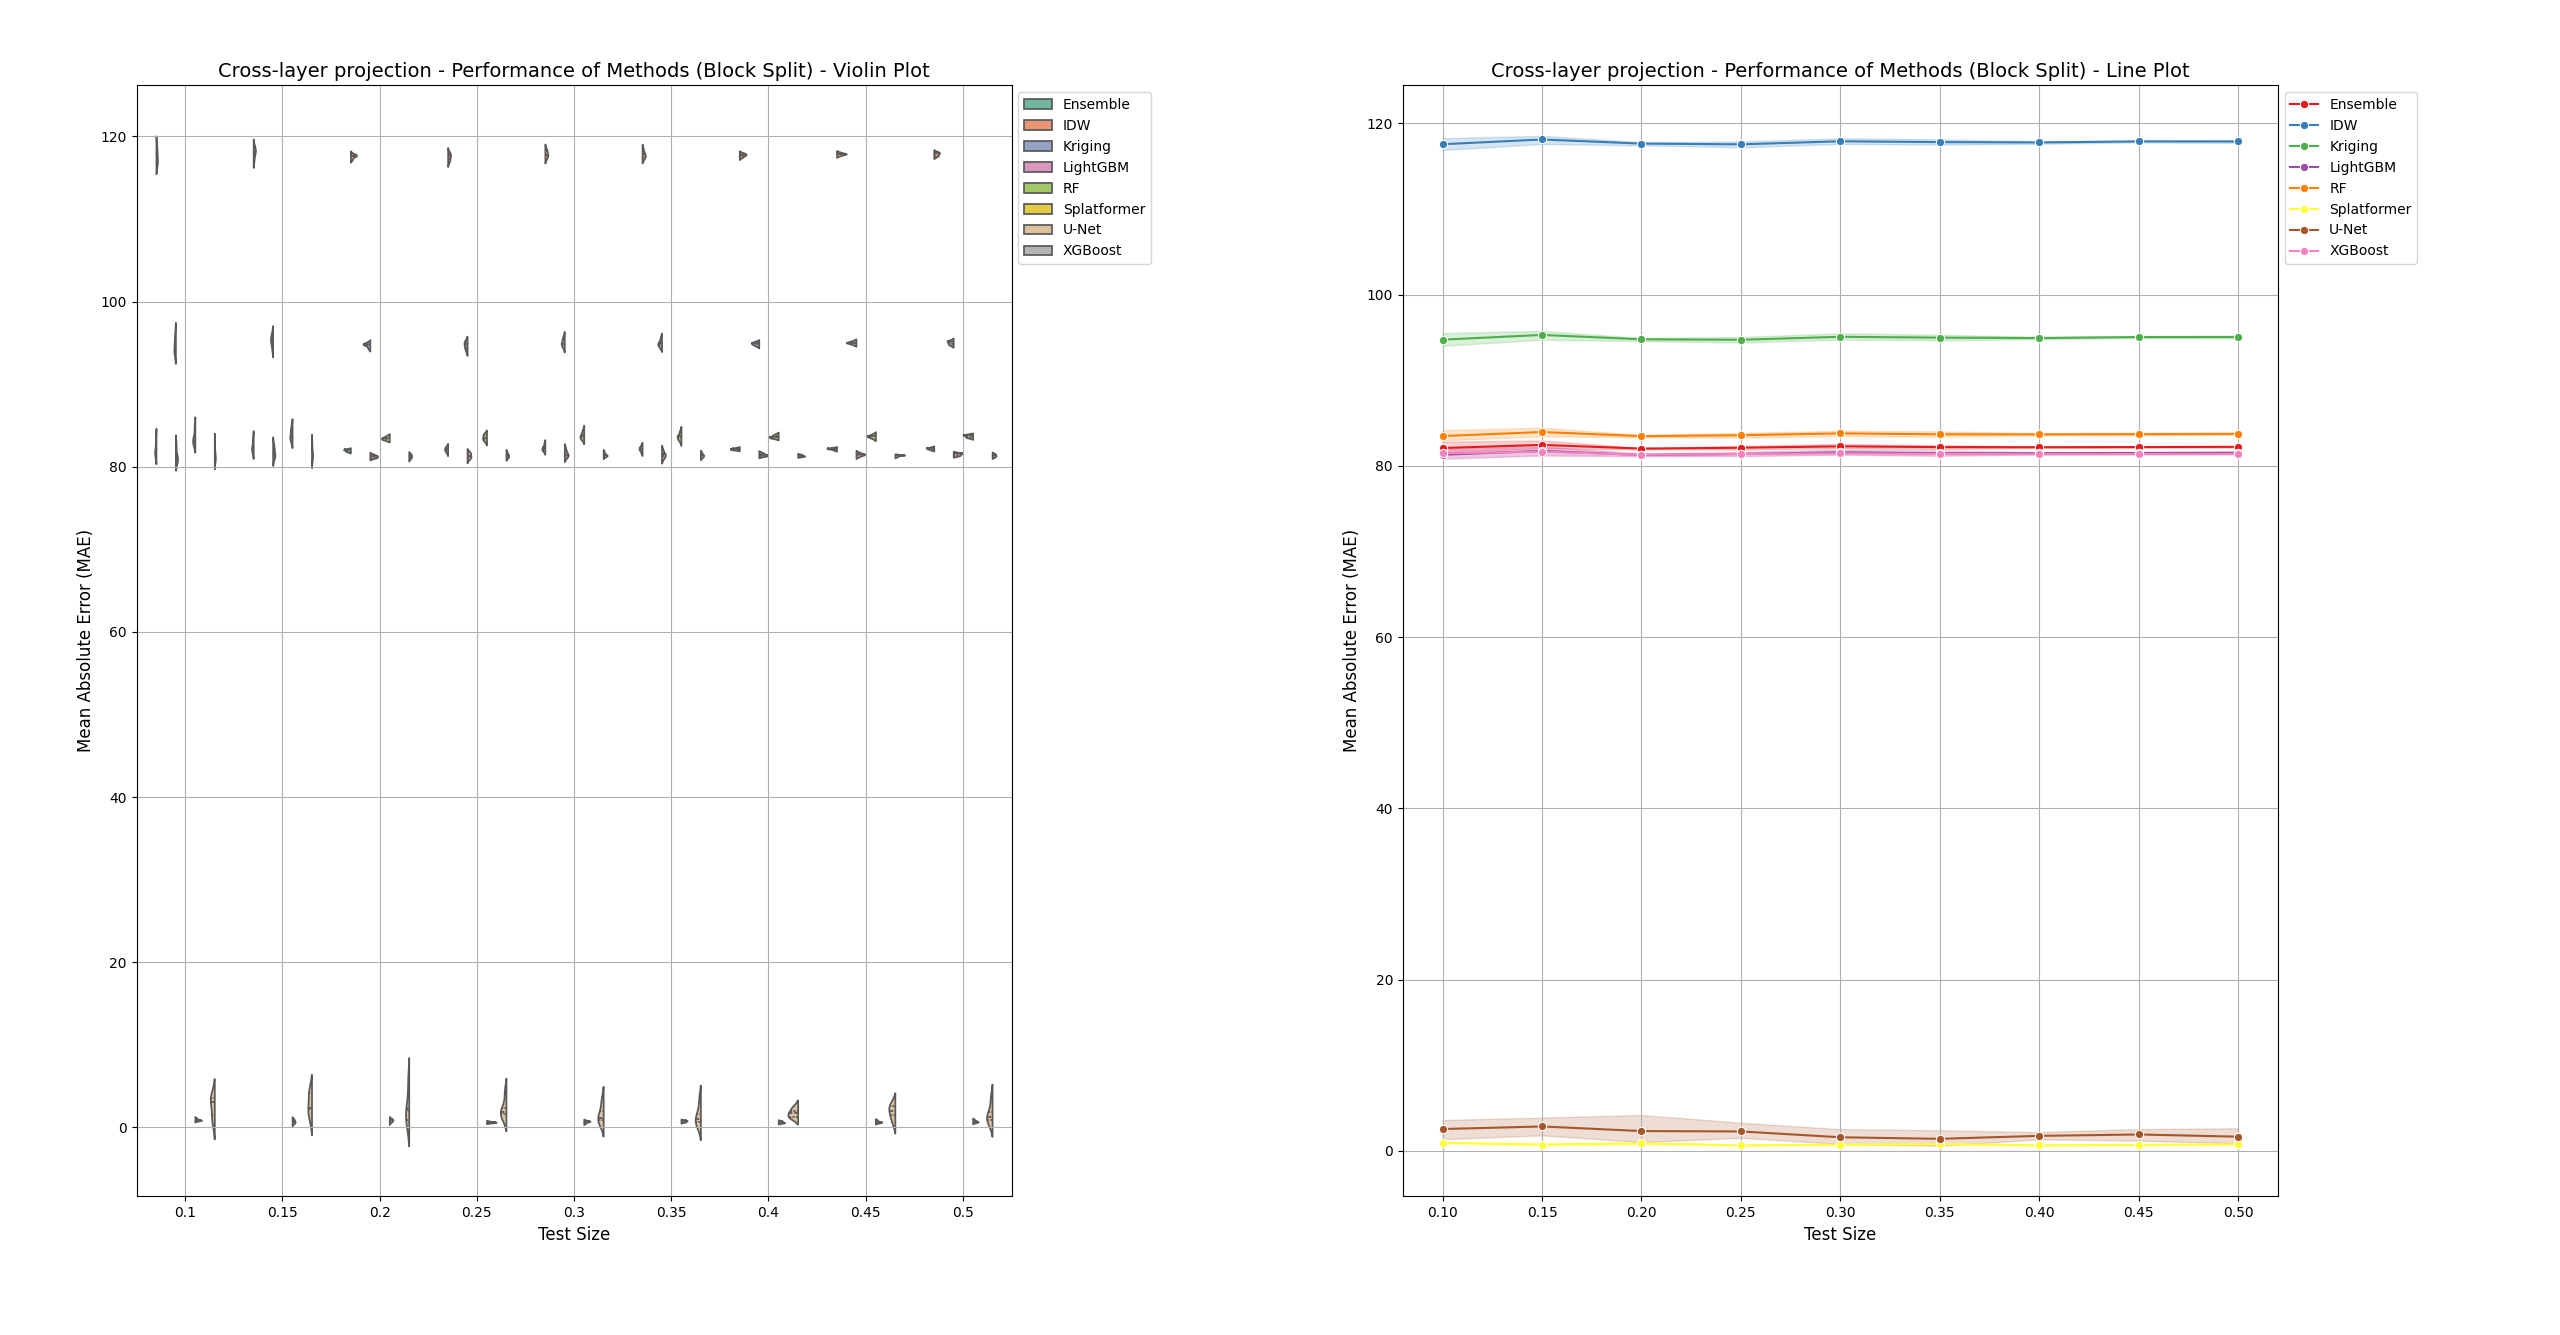 Cross-layer projection - Performance of Methods (Block Split) - Violin Plot
Mean Absolute Error (MAE)
120
100
80
60
40
20
0
0.1 0.15 0.2 0.25 0.3 0.35 0.4 0.45 0.5
Test Size
Ensemble
IDW
Kriging
LightGBM
RF
Splatformer
U-Net
XGBoost
Cross-layer projection - Performance of Methods (Block Split) - Line Plot
Mean Absolute Error (MAE)
120
100
80
60
40
20
0
0.10 0.15 0.20 0.25 0.30 0.35 0.40 0.45 0.50
Test Size
Ensemble
IDW
Kriging
LightGBM
RF
Splatformer
U-Net
XGBoost